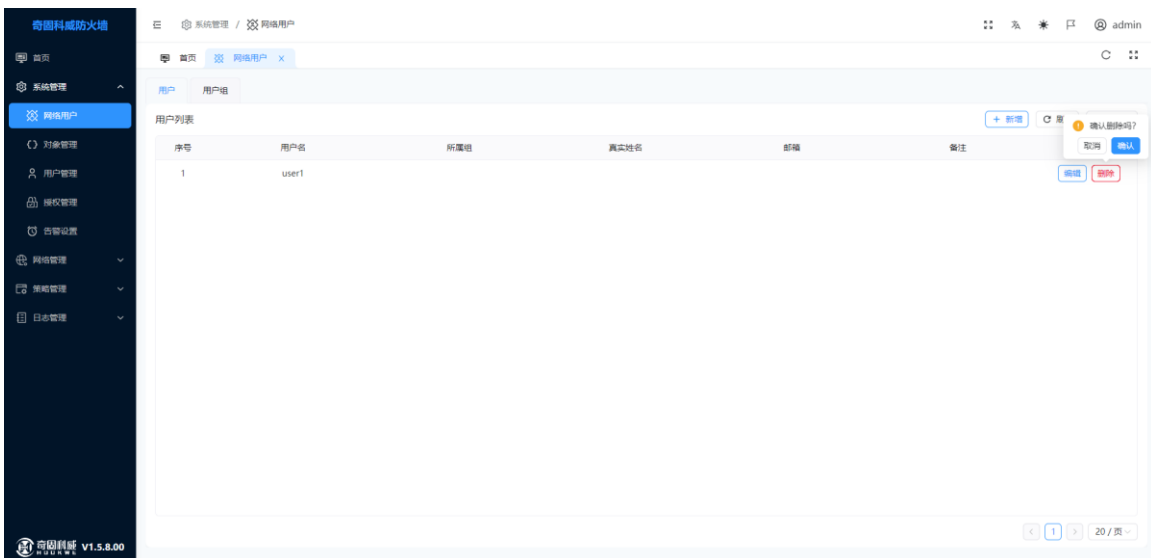 奇固科威防火墙
系统管理 / 网络用户
admin
首页
首页 网络用户 ×
系统管理
用户 用户组
网络用户
用户列表
+ 新增
确认删除吗?
取消 确认
对象管理
序号 用户名 所属组 真实姓名 邮箱 备注
用户管理
1 user1 编辑 删除
授权管理
告警设置
网络管理
策略管理
日志管理
< 1 > 20 / 页
奇固科威 V1.5.8.00